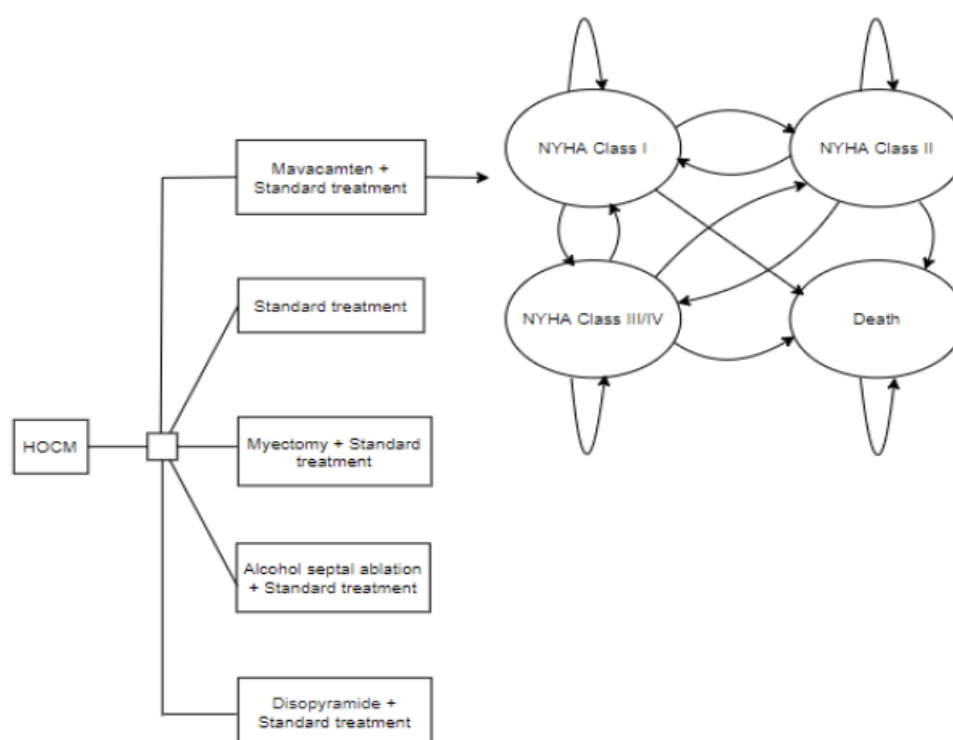 NYHA Class I
NYHA Class II
Mavacamten +
Standard treatment
Standard treatment
NYHA Class III/IV
Death
HOCM
Myectomy + Standard
treatment
Alcohol septal ablation
+ Standard treatment
Disopyramide +
Standard treatment